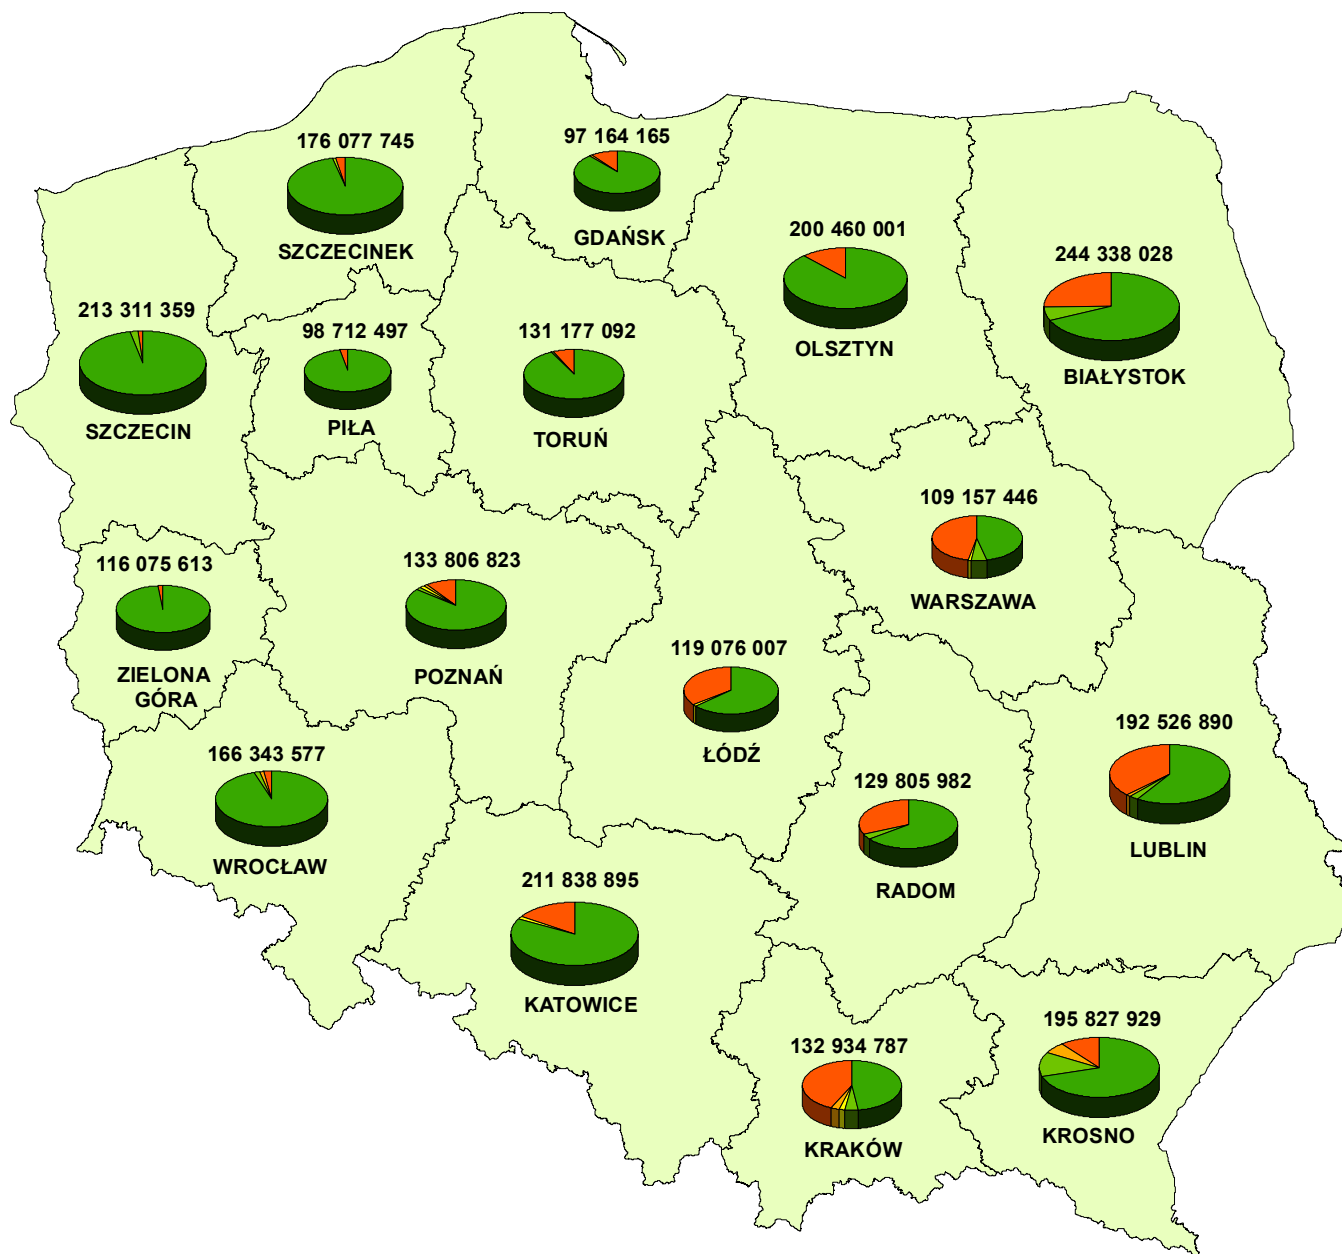 176 077 745
SZCZECINEK
97 164 165
GDAŃSK
200 460 001
OLSZTYN
244 338 028
BIAŁYSTOK
213 311 359
SZCZECIN
98 712 497
PIŁA
131 177 092
TORUŃ
109 157 446
WARSZAWA
116 075 613
ZIELONA
GÓRA
133 806 823
POZNAŃ
119 076 007
ŁÓDŹ
192 526 890
LUBLIN
166 343 577
WROCŁAW
129 805 982
RADOM
211 838 895
KATOWICE
132 934 787
KRAKÓW
195 827 929
KROSNO